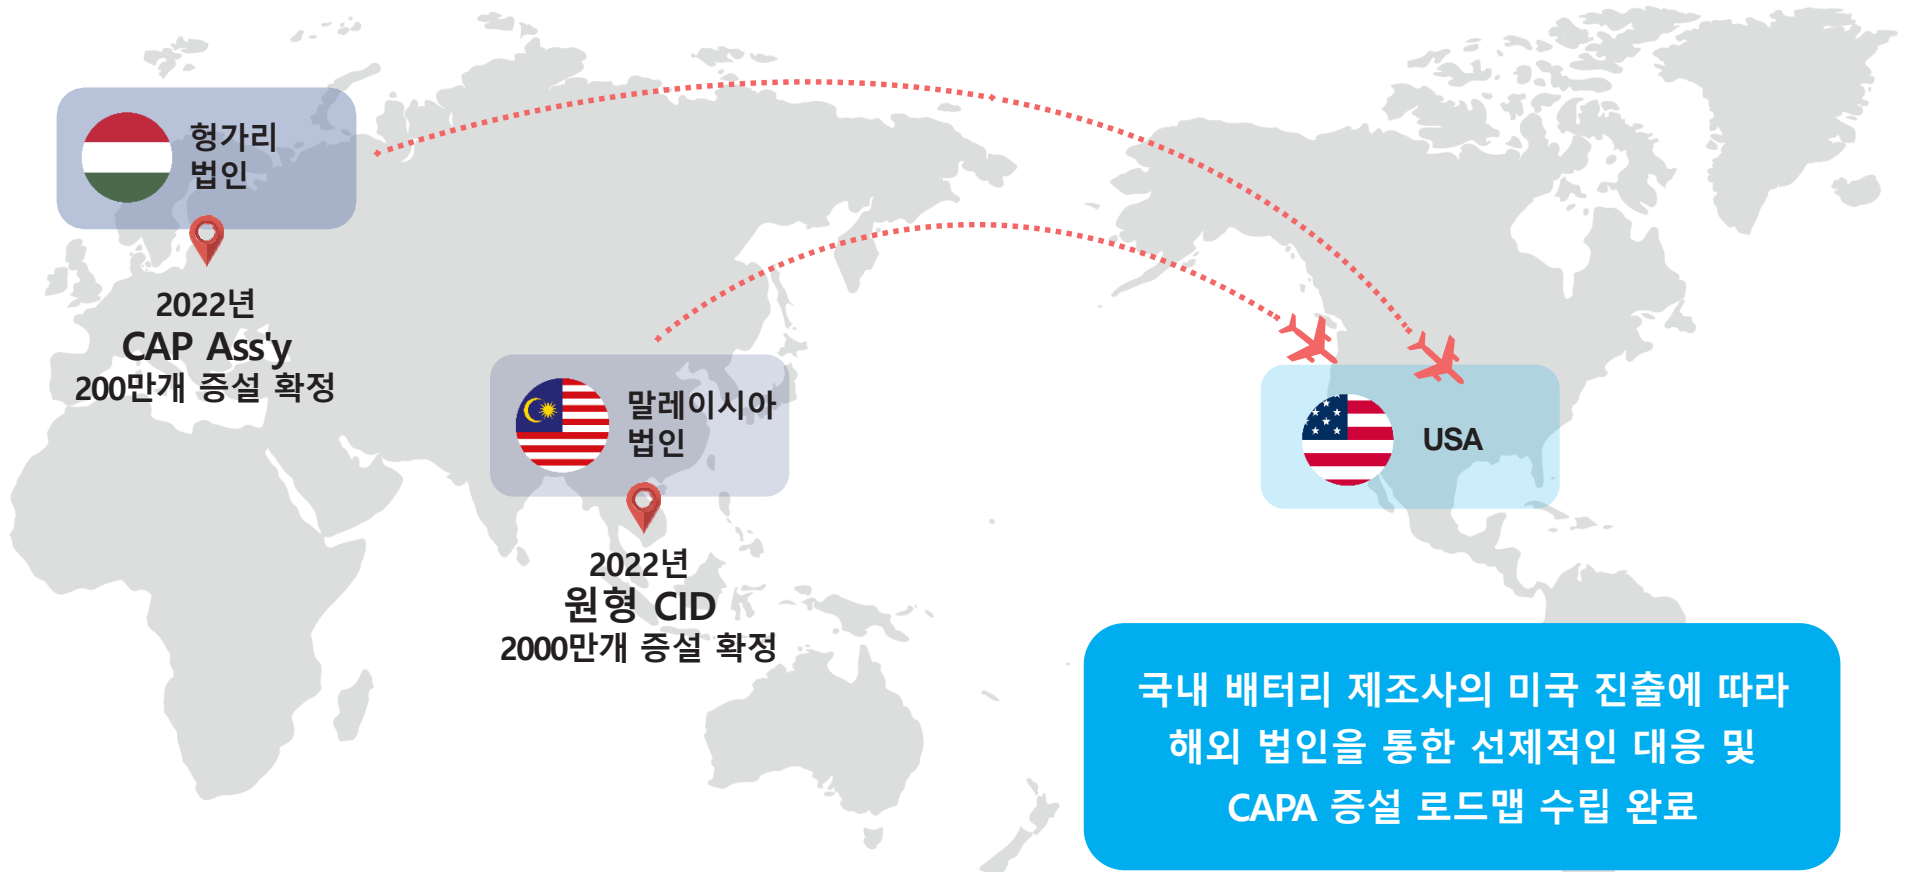 헝가리
법인
2022년
CAP Ass'y
200만개 증설 확정
말레이시아
법인
2022년
원형 CID
2000만개 증설 확정
USA
국내 배터리 제조사의 미국 진출에 따라
해외 법인을 통한 선제적인 대응 및
CAPA 증설 로드맵 수립 완료